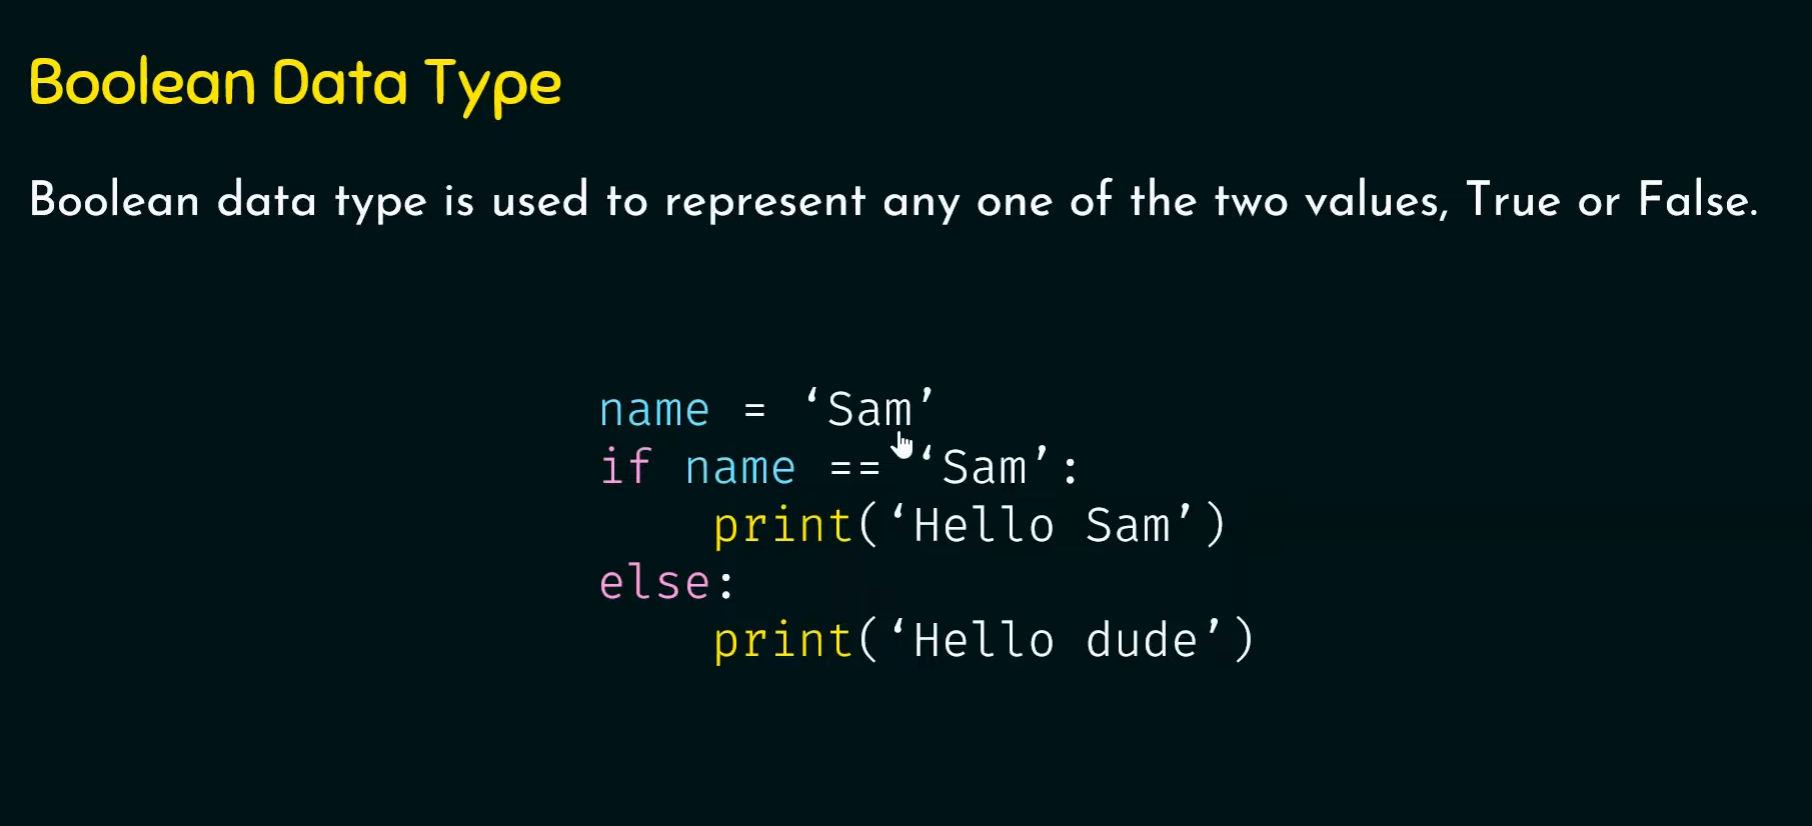 Boolean Data Type
Boolean data type is used to represent any one of the two values, True or False.
name = ‘Sam’
if name == ‘Sam’:
    print(‘Hello Sam’)
else:
    print(‘Hello dude’)